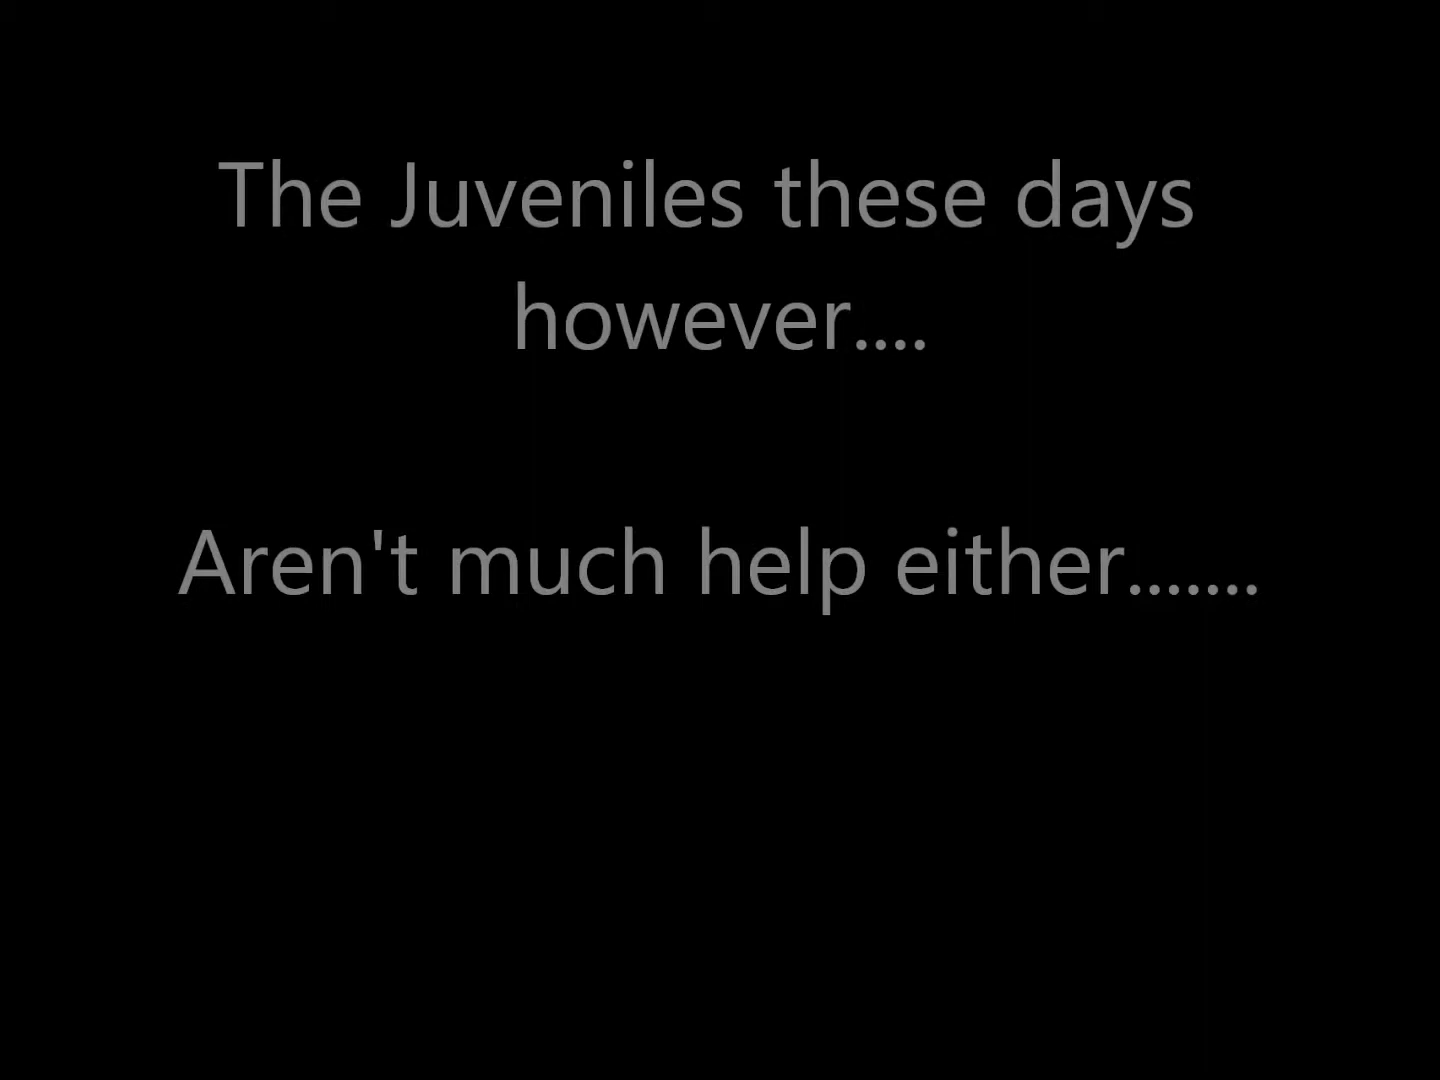 The Juveniles these days
however....
Aren't much help either.......